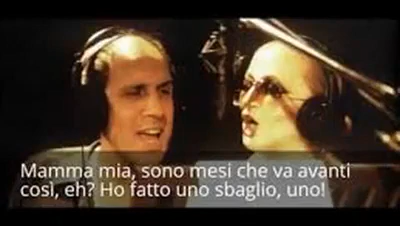 Mamma mia, sono mesi che va avanti
così, eh? Ho fatto uno sbaglio, uno!